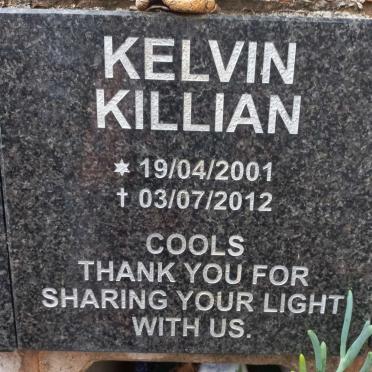 KELVIN
KILLIAN
* 19/04/2001
† 03/07/2012
COOLS
THANK YOU FOR
SHARING YOUR LIGHT
WITH US.